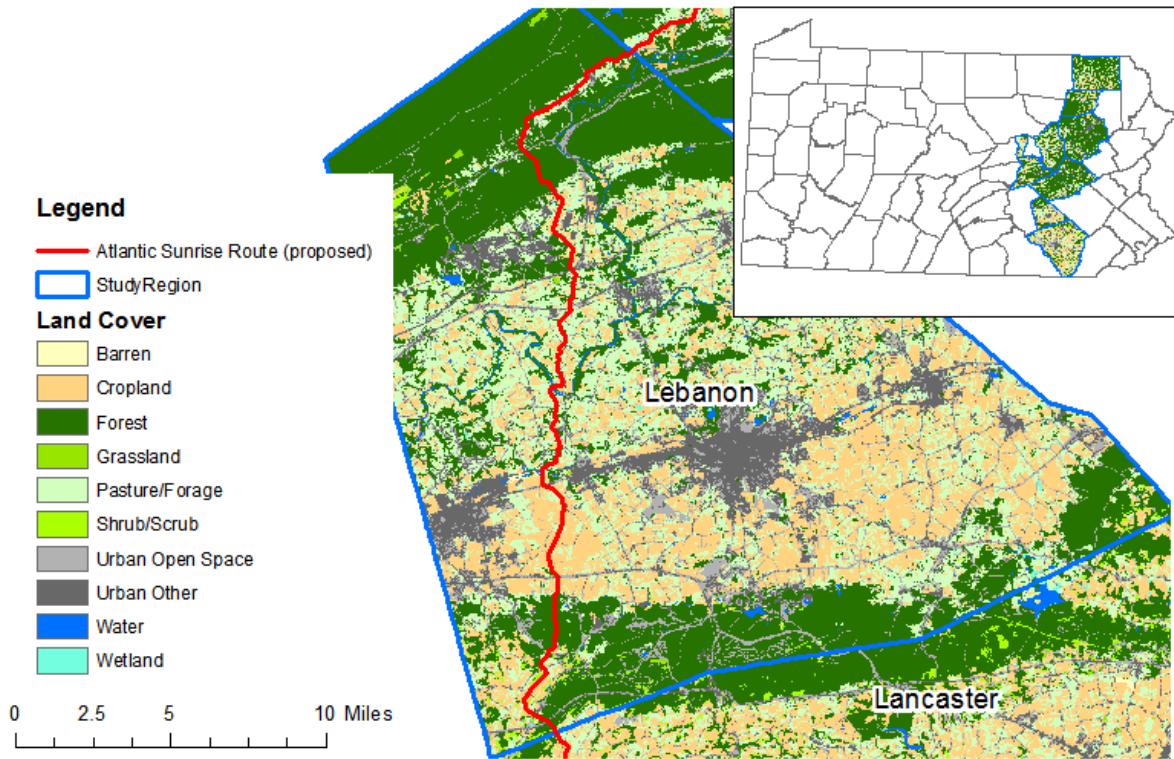 Legend
Atlantic Sunrise Route (proposed)
StudyRegion
Land Cover
Barren
Cropland
Forest
Grassland
Pasture/Forage
Shrub/Scrub
Urban Open Space
Urban Other
Water
Wetland
0 2.5 5 10 Miles
Lebanon
Lancaster